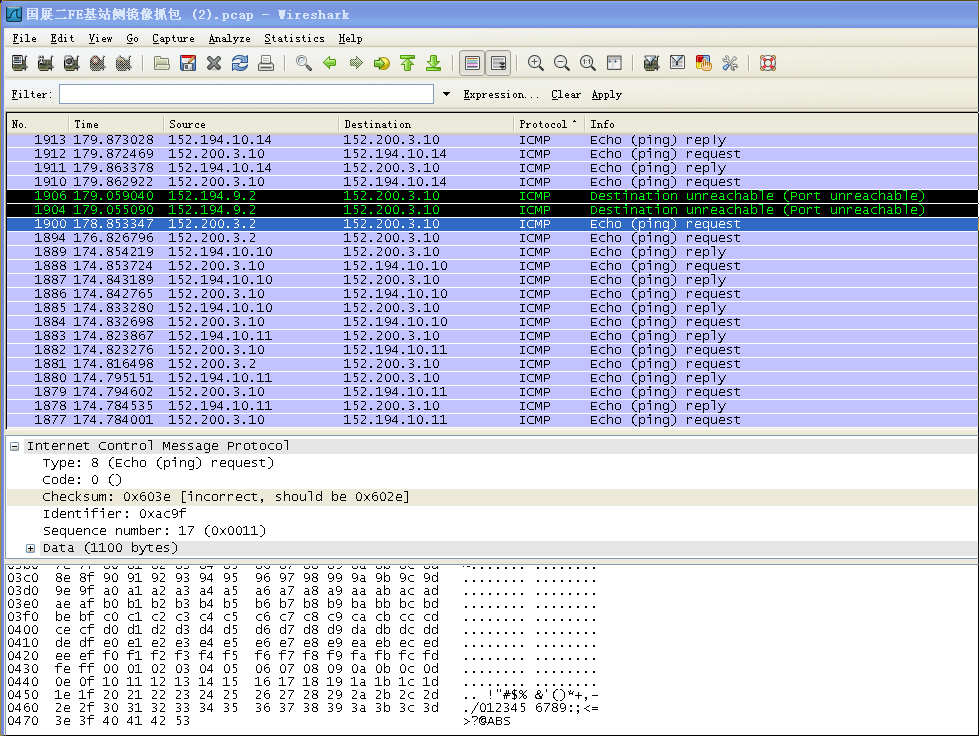 国展二FE基站侧镜像抓包 (2).pcap - Wireshark
File Edit View Go Capture Analyze Statistics Help
Filter: Expression... Clear Apply
No. Time Source Destination Protocol Info
1913 179.873028 152.194.10.14 152.200.3.10 ICMP Echo (ping) reply
1912 179.872469 152.200.3.10 152.194.10.14 ICMP Echo (ping) request
1911 179.863378 152.194.10.14 152.200.3.10 ICMP Echo (ping) reply
1910 179.862922 152.200.3.10 152.194.10.14 ICMP Echo (ping) request
1906 179.059040 152.194.9.2 152.200.3.10 ICMP Destination unreachable (Port unreachable)
1904 179.055090 152.194.9.2 152.200.3.10 ICMP Destination unreachable (Port unreachable)
1900 178.853347 152.200.3.2 152.200.3.10 ICMP Echo (ping) request
1894 176.826796 152.200.3.2 152.200.3.10 ICMP Echo (ping) request
1889 174.854219 152.194.10.10 152.200.3.10 ICMP Echo (ping) reply
1888 174.853724 152.200.3.10 152.194.10.10 ICMP Echo (ping) request
1887 174.843189 152.194.10.10 152.200.3.10 ICMP Echo (ping) reply
1886 174.842765 152.200.3.10 152.194.10.10 ICMP Echo (ping) request
1885 174.833280 152.194.10.10 152.200.3.10 ICMP Echo (ping) reply
1884 174.832698 152.200.3.10 152.194.10.10 ICMP Echo (ping) request
1883 174.823867 152.194.10.11 152.200.3.10 ICMP Echo (ping) reply
1882 174.823276 152.200.3.10 152.194.10.11 ICMP Echo (ping) request
1881 174.816498 152.200.3.2 152.200.3.10 ICMP Echo (ping) request
1880 174.795151 152.194.10.11 152.200.3.10 ICMP Echo (ping) reply
1879 174.794602 152.200.3.10 152.194.10.11 ICMP Echo (ping) request
1878 174.784535 152.194.10.11 152.200.3.10 ICMP Echo (ping) reply
1877 174.784001 152.200.3.10 152.194.10.11 ICMP Echo (ping) request
Internet Control Message Protocol
Type: 8 (Echo (ping) request)
Code: 0 ()
Checksum: 0x603e [incorrect, should be 0x602e]
Identifier: 0xac9f
Sequence number: 17 (0x0011)
Data (1100 bytes)
03c0 8e 8f 90 91 92 93 94 95 96 97 98 99 9a 9b 9c 9d ........ ........
03d0 9e 9f a0 a1 a2 a3 a4 a5 a6 a7 a8 a9 aa ab ac ad ........ ........
03e0 ae af b0 b1 b2 b3 b4 b5 b6 b7 b8 b9 ba bb bc bd ........ ........
03f0 be bf c0 c1 c2 c3 c4 c5 c6 c7 c8 c9 ca cb cc cd ........ ........
0400 ce cf d0 d1 d2 d3 d4 d5 d6 d7 d8 d9 da db dc dd ........ ........
0410 de df e0 e1 e2 e3 e4 e5 e6 e7 e8 e9 ea eb ec ed ........ ........
0420 ee ef f0 f1 f2 f3 f4 f5 f6 f7 f8 f9 fa fb fc fd ........ ........
0430 fe ff 00 01 02 03 04 05 06 07 08 09 0a 0b 0c 0d ........ ........
0440 0e 0f 10 11 12 13 14 15 16 17 18 19 1a 1b 1c 1d ........ ........
0450 1e 1f 20 21 22 23 24 25 26 27 28 29 2a 2b 2c 2d .. !"#$% &'()*+,-
0460 2e 2f 30 31 32 33 34 35 36 37 38 39 3a 3b 3c 3d ./012345 6789:;<=
0470 3e 3f 40 41 42 53 >?@ABS